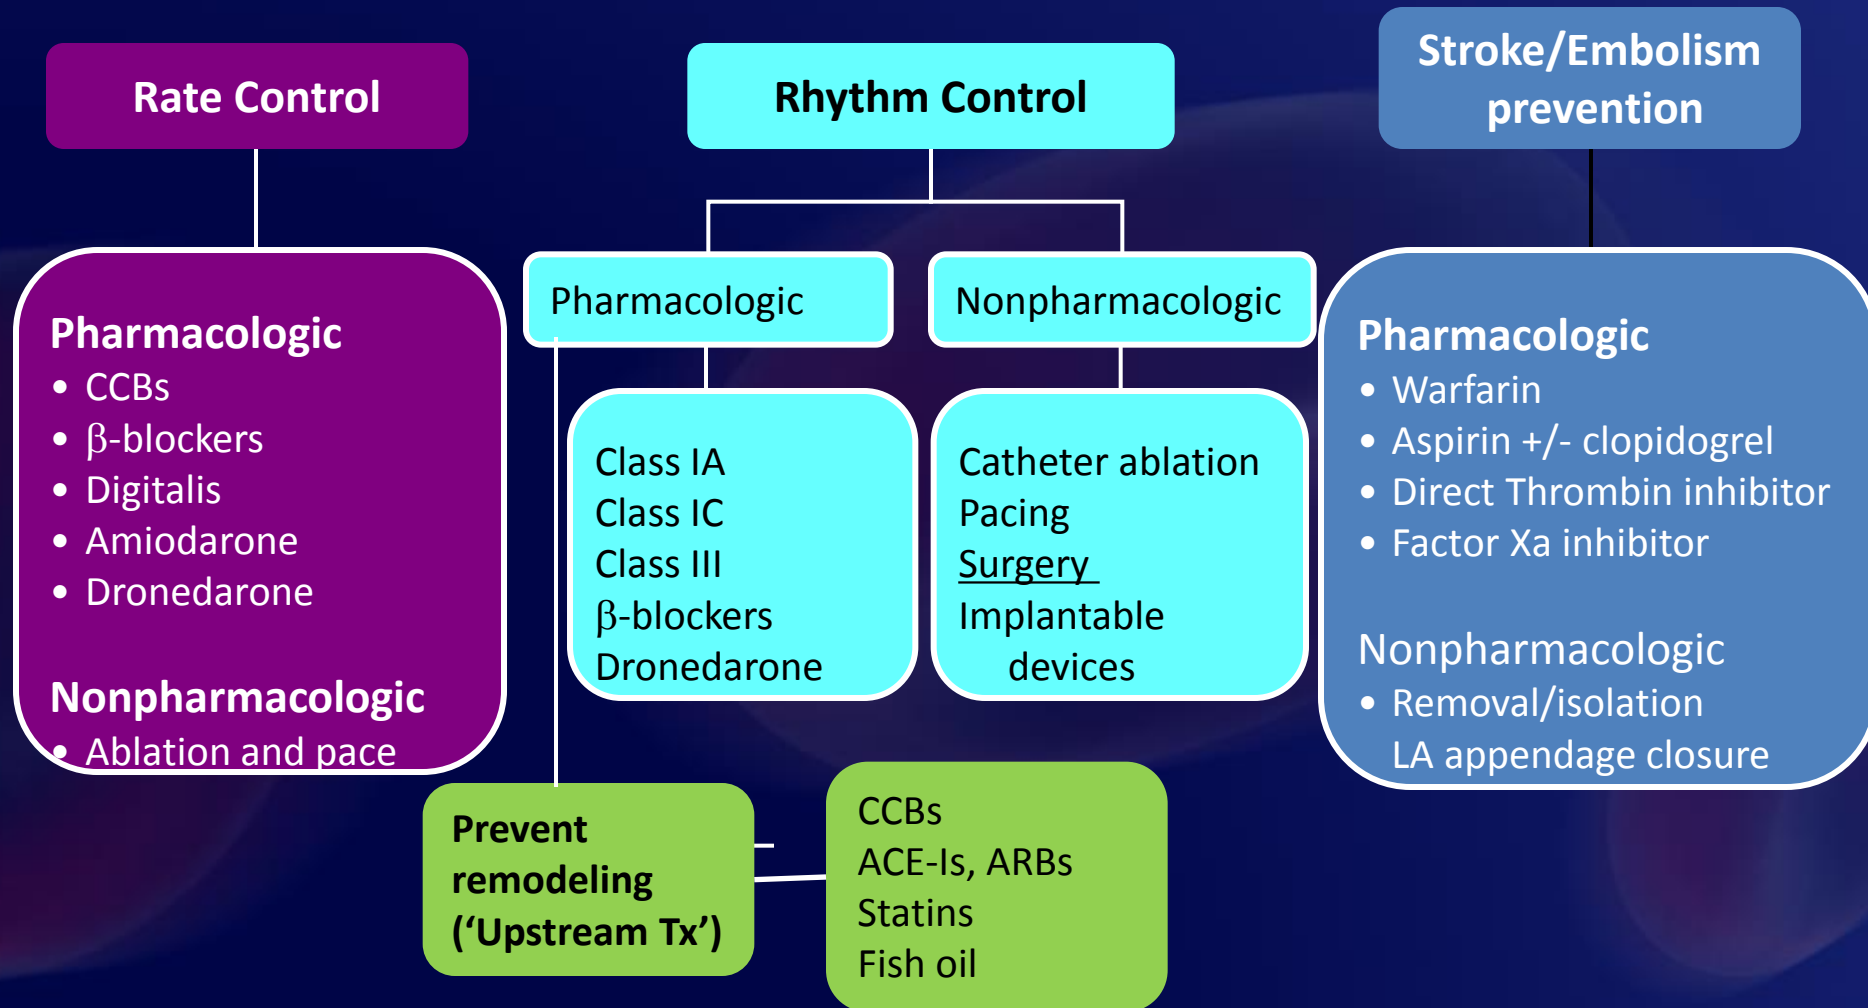 Rate Control
Pharmacologic
• CCBs
• β-blockers
• Digitalis
• Amiodarone
• Dronedarone
Nonpharmacologic
• Ablation and pace
Rhythm Control
Pharmacologic
Class IA
Class IC
Class III
β-blockers
Dronedarone
Nonpharmacologic
Catheter ablation
Pacing
Surgery
Implantable
devices
Prevent
remodeling
(‘Upstream Tx’)
CCBs
ACE-Is, ARBs
Statins
Fish oil
Stroke/Embolism
prevention
Pharmacologic
• Warfarin
• Aspirin +/- clopidogrel
• Direct Thrombin inhibitor
• Factor Xa inhibitor
Nonpharmacologic
• Removal/isolation
LA appendage closure